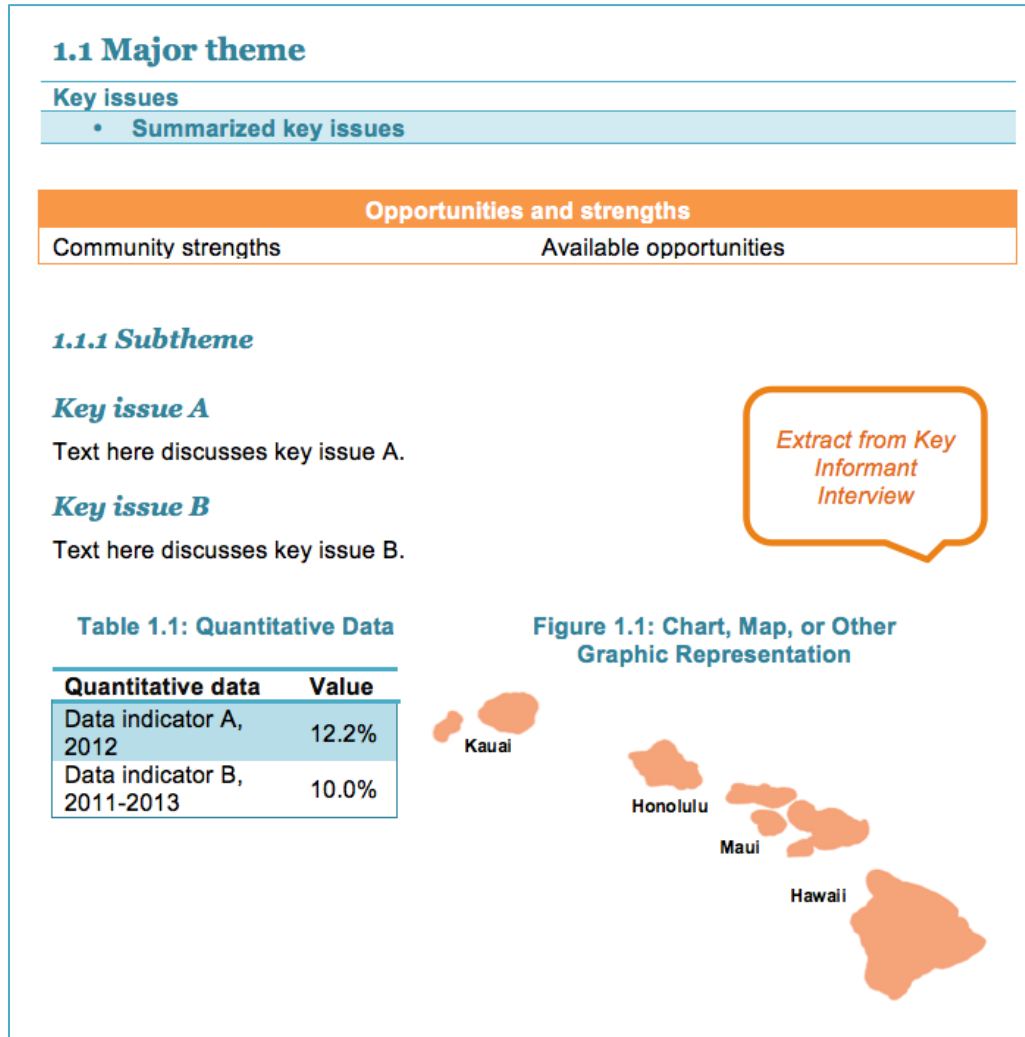 1.1 Major theme
Key issues
• Summarized key issues
Opportunities and strengths
Community strengths Available opportunities
1.1.1 Subtheme
Key issue A
Text here discusses key issue A.
Extract from Key
Informant
Interview
Key issue B
Text here discusses key issue B.
Table 1.1: Quantitative Data
Quantitative data Value
Data indicator A,
2012 12.2%
Data indicator B,
2011-2013 10.0%
Figure 1.1: Chart, Map, or Other
Graphic Representation
Kauai
Honolulu
Maui
Hawaii